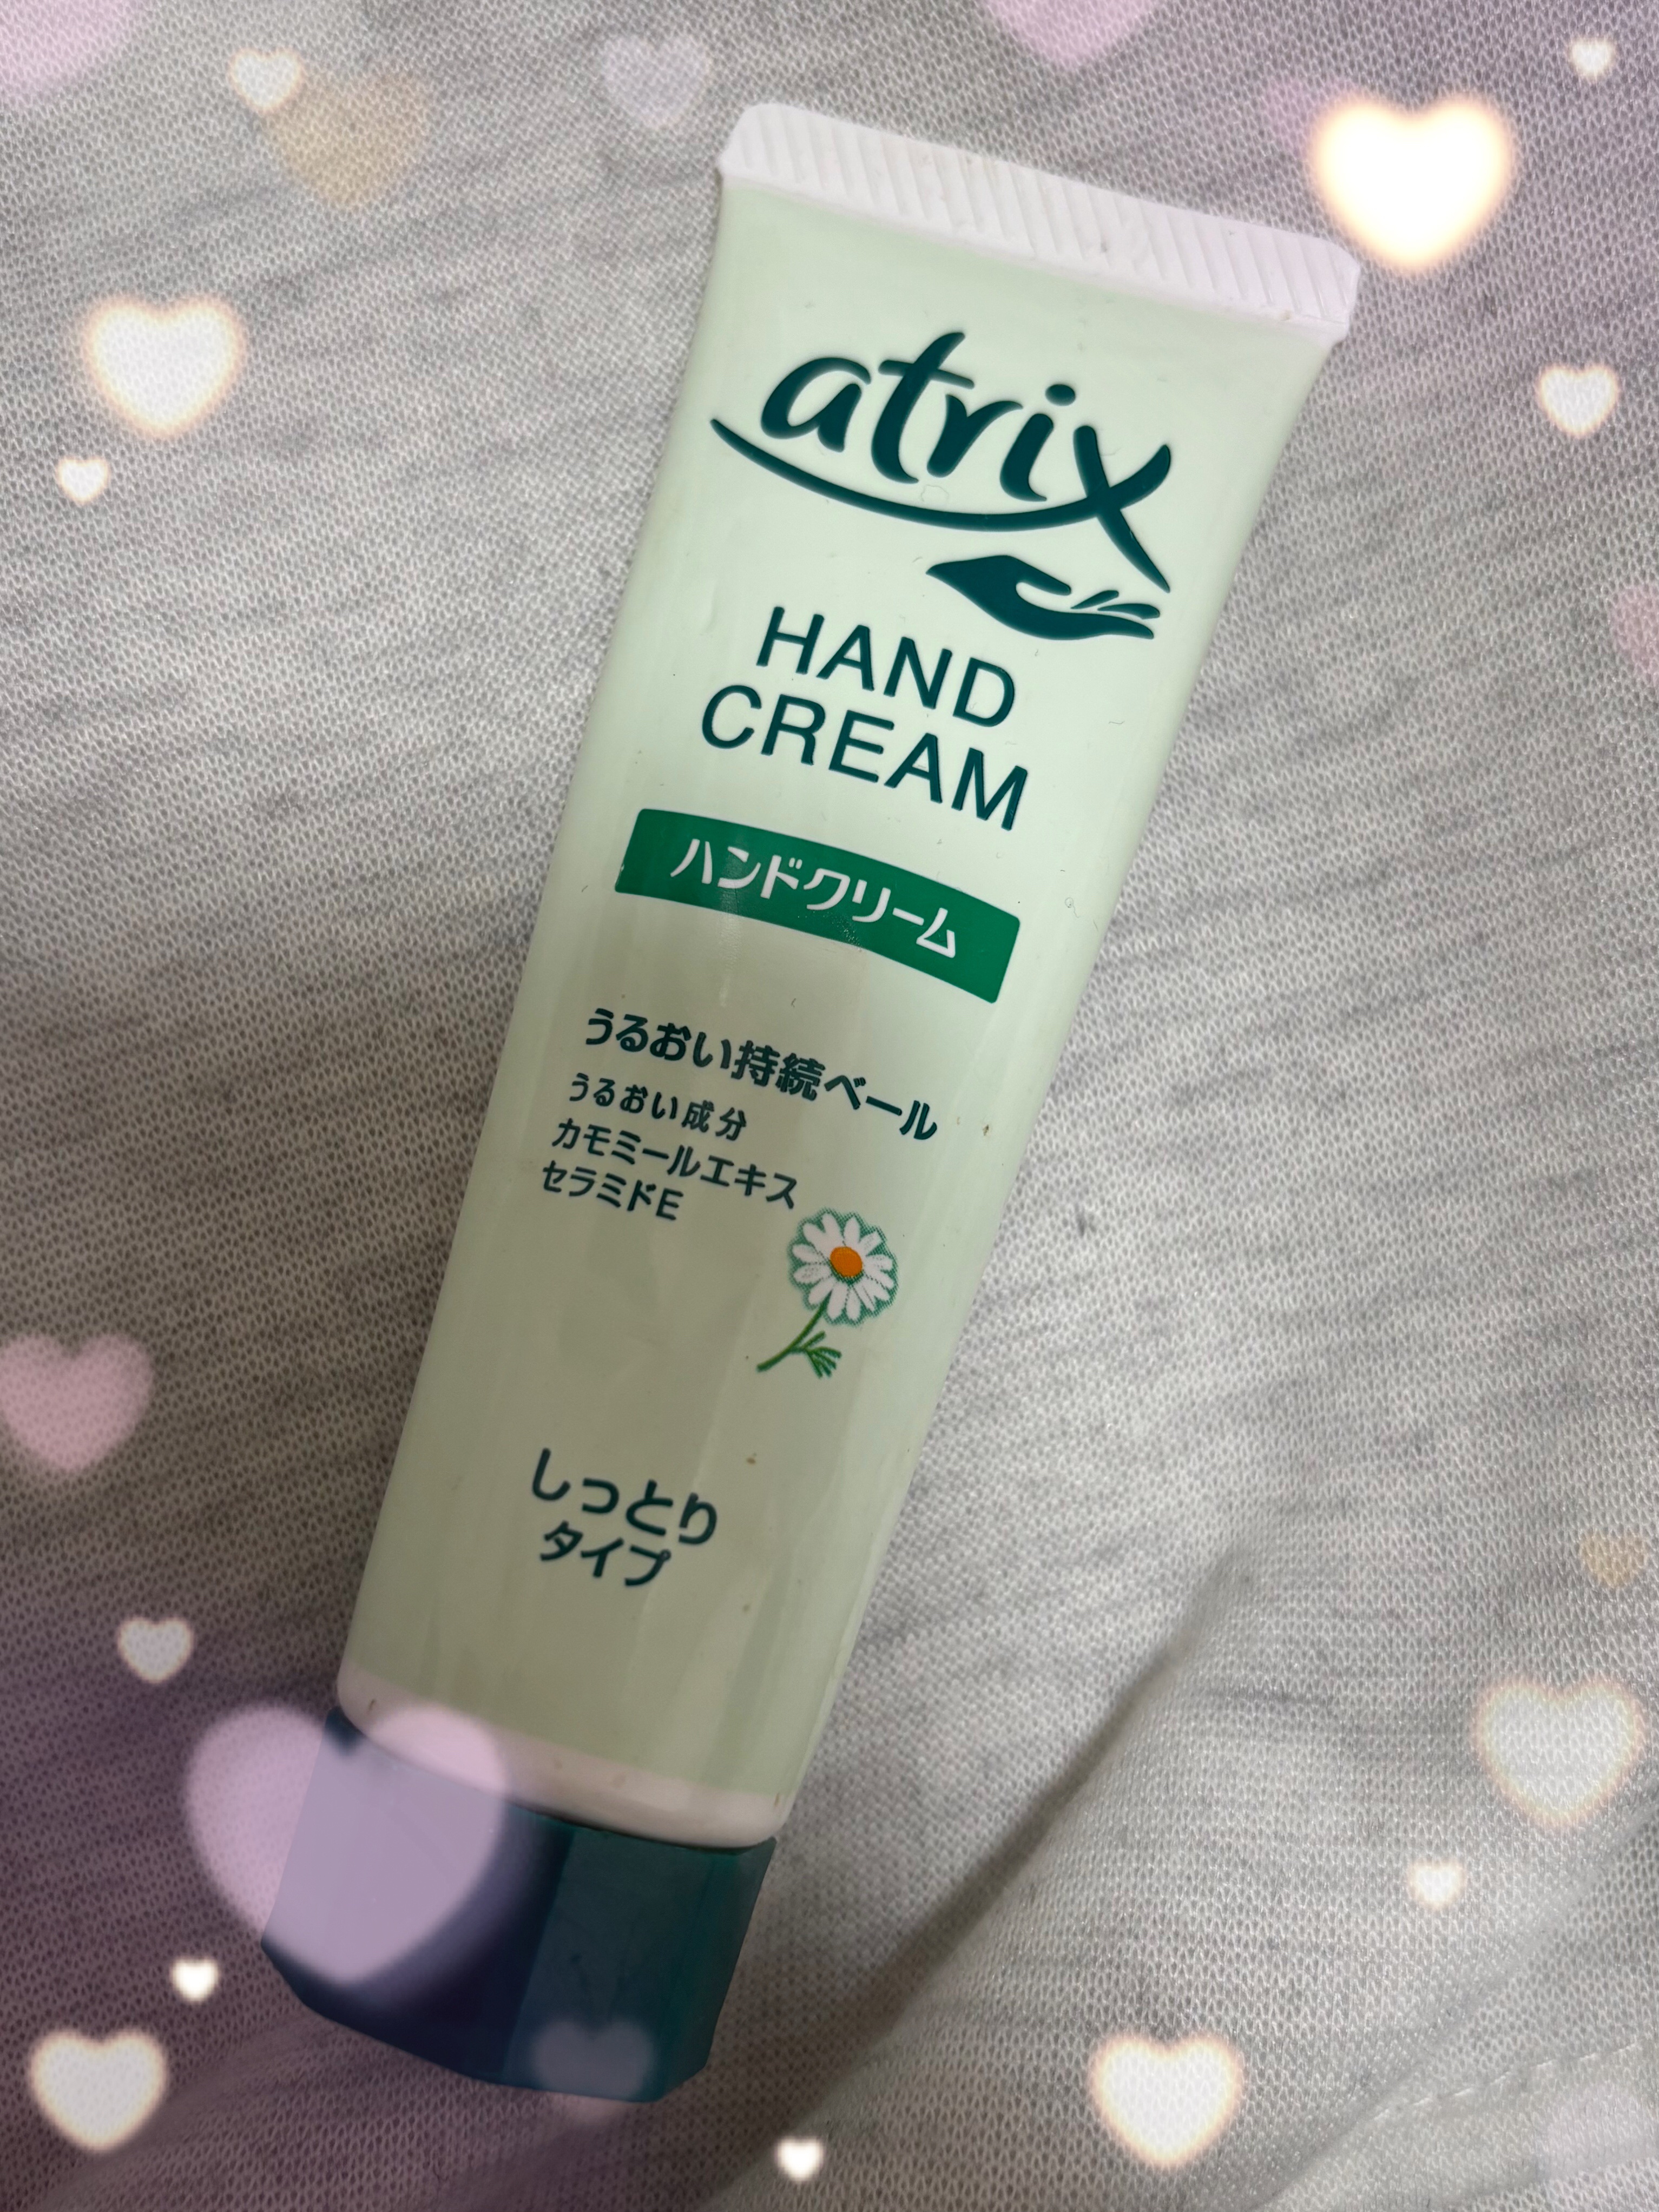 atrix
HAND
CREAM
ハンドクリーム
うるおい持続ベール
うるおい成分
カモミールエキス
セラミドE
しっとり
タイプ